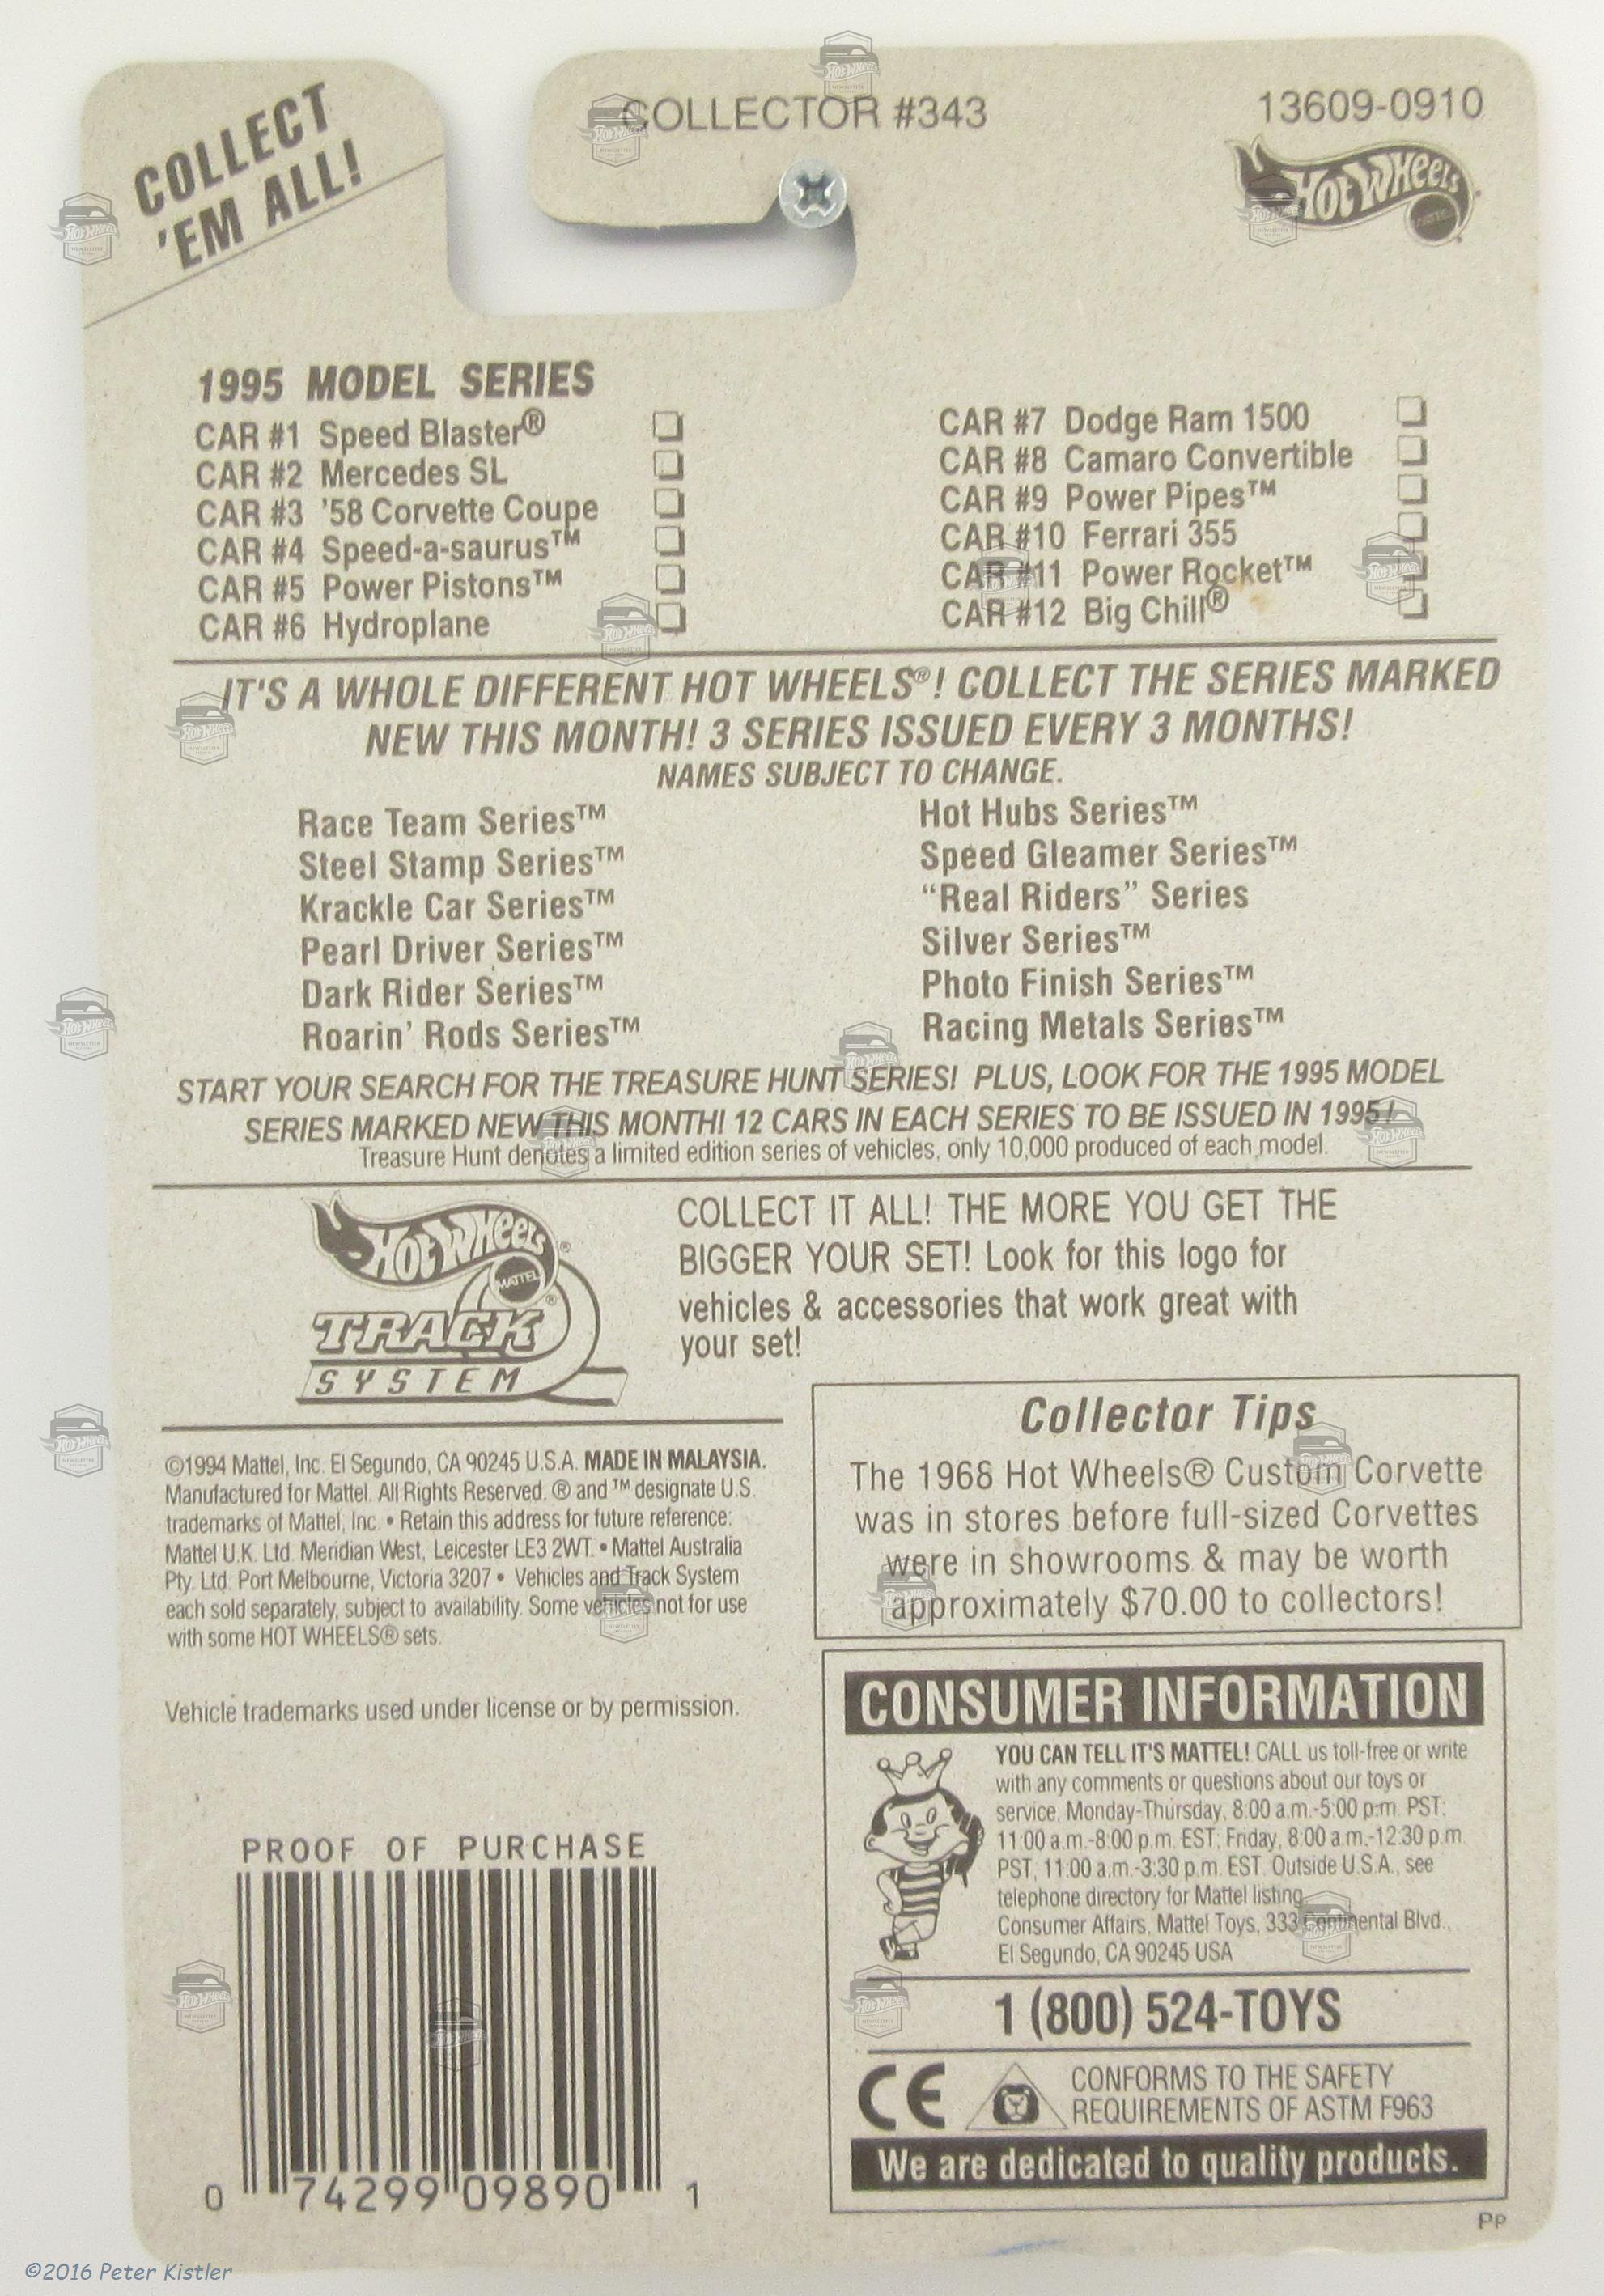 COLLECT
'EM ALL!
COLLECTOR #343
13609-0910
HOT WHEELS
1995 MODEL SERIES
CAR #1 Speed Blaster®
CAR #2 Mercedes SL
CAR #3 '58 Corvette Coupe
CAR #4 Speed-a-saurus™
CAR #5 Power Pistons™
CAR #6 Hydroplane
CAR #7 Dodge Ram 1500
CAR #8 Camaro Convertible
CAR #9 Power Pipes™
CAR #10 Ferrari 355
CAR #11 Power Rocket™
CAR #12 Big Chill®
IT'S A WHOLE DIFFERENT HOT WHEELS®! COLLECT THE SERIES MARKED
NEW THIS MONTH! 3 SERIES ISSUED EVERY 3 MONTHS!
NAMES SUBJECT TO CHANGE.
Race Team Series™
Steel Stamp Series™
Krackle Car Series™
Pearl Driver Series™
Dark Rider Series™
Roarin' Rods Series™
Hot Hubs Series™
Speed Gleamer Series™
“Real Riders” Series
Silver Series™
Photo Finish Series™
Racing Metals Series™
START YOUR SEARCH FOR THE TREASURE HUNT SERIES! PLUS, LOOK FOR THE 1995 MODEL
SERIES MARKED NEW THIS MONTH! 12 CARS IN EACH SERIES TO BE ISSUED IN 1995!
Treasure Hunt denotes a limited edition series of vehicles, only 10,000 produced of each model.
HOT WHEELS®
MATTEL®
TRACK
SYSTEM
COLLECT IT ALL! THE MORE YOU GET THE
BIGGER YOUR SET! Look for this logo for
vehicles & accessories that work great with
your set!
©1994 Mattel, Inc. El Segundo, CA 90245 U.S.A. MADE IN MALAYSIA.
Manufactured for Mattel. All Rights Reserved. ® and ™ designate U.S.
trademarks of Mattel, Inc. • Retain this address for future reference:
Mattel U.K. Ltd. Meridian West, Leicester LE3 2WT. • Mattel Australia
Pty. Ltd. Port Melbourne, Victoria 3207 • Vehicles and Track System
each sold separately, subject to availability. Some vehicles not for use
with some HOT WHEELS® sets.
Vehicle trademarks used under license or by permission.
Collector Tips
The 1968 Hot Wheels® Custom Corvette
was in stores before full-sized Corvettes
were in showrooms & may be worth
approximately $70.00 to collectors!
CONSUMER INFORMATION
YOU CAN TELL IT'S MATTEL! CALL us toll-free or write
with any comments or questions about our toys or
service, Monday-Thursday, 8:00 a.m.-5:00 p.m. PST:
11:00 a.m.-8:00 p.m. EST; Friday, 8:00 a.m.-12:30 p.m.
PST, 11:00 a.m.-3:30 p.m. EST. Outside U.S.A., see
telephone directory for Mattel listing.
Consumer Affairs, Mattel Toys, 333 Continental Blvd.,
El Segundo, CA 90245 USA
1 (800) 524-TOYS
CE
CONFORMS TO THE SAFETY
REQUIREMENTS OF ASTM F963
We are dedicated to quality products.
PROOF OF PURCHASE
0 74299 09890 1
PP
©2016 Peter Kistler